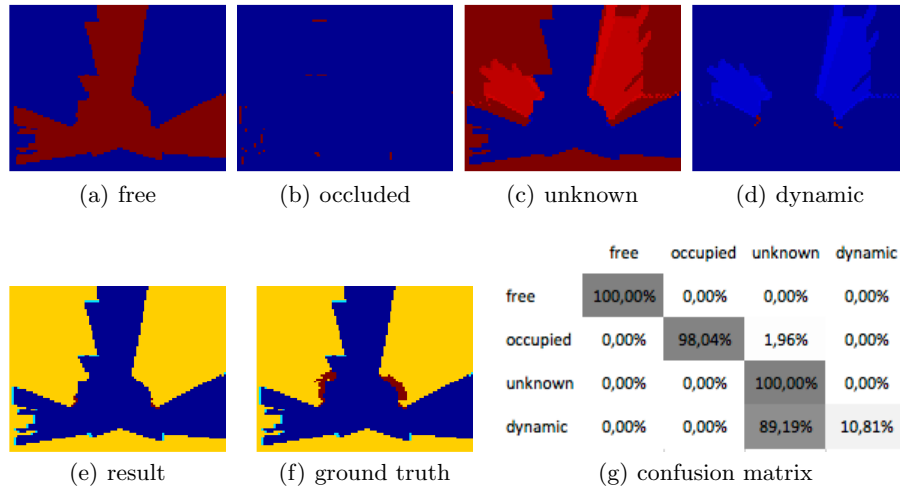 (a) free (b) occluded (c) unknown (d) dynamic
free occupied unknown dynamic
free 100,00% 0,00% 0,00% 0,00%
occupied 0,00% 98,04% 1,96% 0,00%
unknown 0,00% 0,00% 100,00% 0,00%
dynamic 0,00% 0,00% 89,19% 10,81%
(e) result (f) ground truth (g) confusion matrix